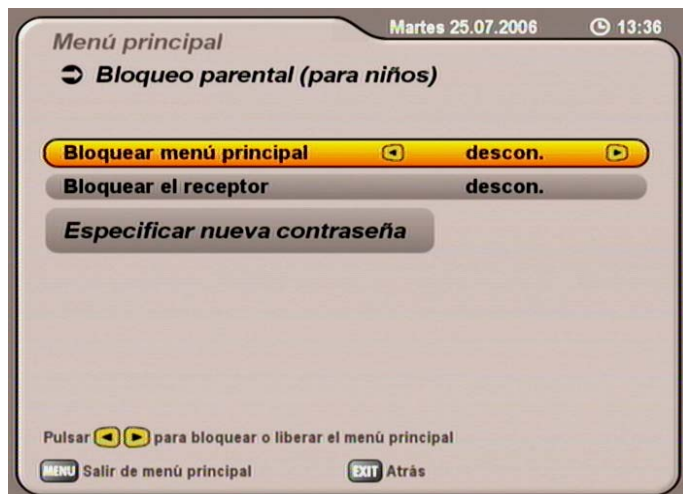 Martes 25.07.2006 13:36
Menú principal
Bloqueo parental (para niños)
Bloquear menú principal descon.
Bloquear el receptor descon.
Especificar nueva contraseña
Pulsar para bloquear o liberar el menú principal
MENU Salir de menú principal EXIT Atrás